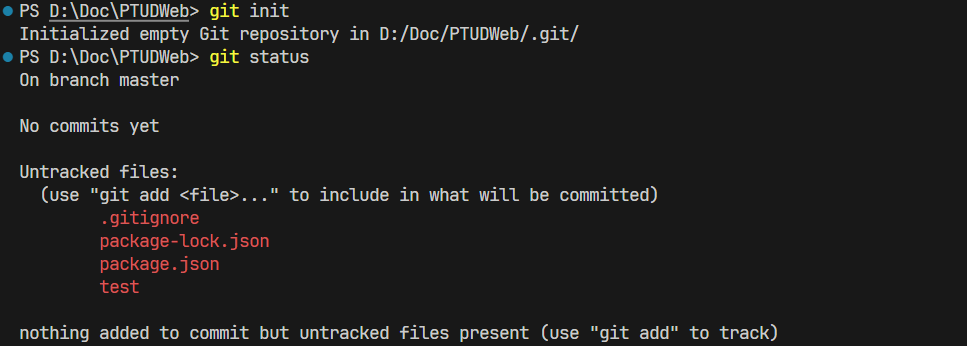 PS D:\Doc\PTUDWeb> git init
Initialized empty Git repository in D:/Doc/PTUDWeb/.git/
PS D:\Doc\PTUDWeb> git status
On branch master
No commits yet
Untracked files:
(use "git add <file>..." to include in what will be committed)
.gitignore
package-lock.json
package.json
test
nothing added to commit but untracked files present (use "git add" to track)